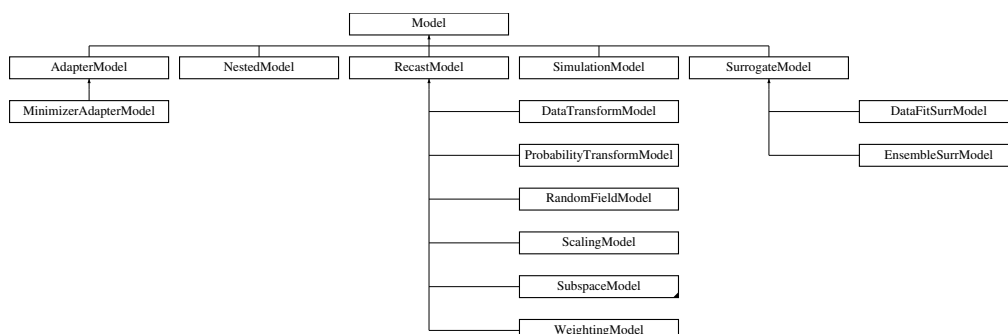 Model
AdapterModel NestedModel RecastModel SimulationModel SurrogateModel
MinimizerAdapterModel DataTransformModel DataFitSurrModel
ProbabilityTransformModel EnsembleSurrModel
RandomFieldModel
ScalingModel
SubspaceModel
WeightingModel